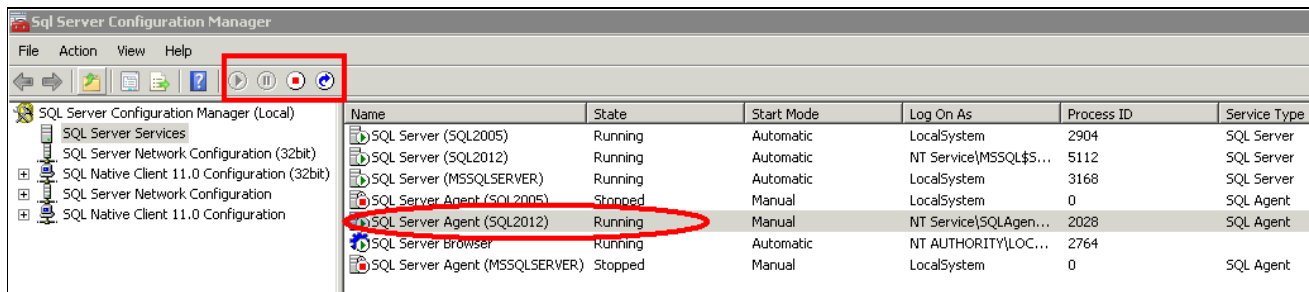 Sql Server Configuration Manager
File Action View Help
SQL Server Configuration Manager (Local)
SQL Server Services
SQL Server Network Configuration (32bit)
SQL Native Client 11.0 Configuration (32bit)
SQL Server Network Configuration
SQL Native Client 11.0 Configuration
Name State Start Mode Log On As Process ID Service Type
SQL Server (SQL2005) Running Automatic LocalSystem 2904 SQL Server
SQL Server (SQL2012) Running Automatic NT Service\MSSQL$S... 5112 SQL Server
SQL Server (MSSQLSERVER) Running Automatic LocalSystem 3168 SQL Server
SQL Server Agent (SQL2005) Stopped Manual LocalSystem 0 SQL Agent
SQL Server Agent (SQL2012) Running Manual NT Service\SQLAgen... 2028 SQL Agent
SQL Server Browser Running Automatic NT AUTHORITY\LOC... 2764
SQL Server Agent (MSSQLSERVER) Stopped Manual LocalSystem 0 SQL Agent